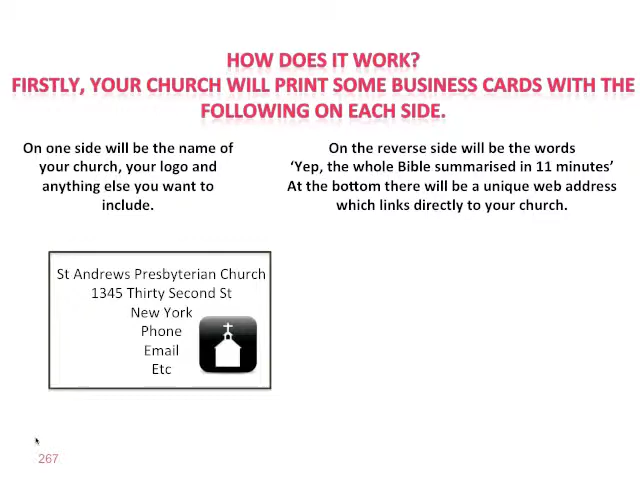 HOW DOES IT WORK?
FIRSTLY, YOUR CHURCH WILL PRINT SOME BUSINESS CARDS WITH THE
FOLLOWING ON EACH SIDE.
On one side will be the name of
your church, your logo and
anything else you want to
include.
On the reverse side will be the words
‘Yep, the whole Bible summarised in 11 minutes’
At the bottom there will be a unique web address
which links directly to your church.
St Andrews Presbyterian Church
1345 Thirty Second St
New York
Phone
Email
Etc
267